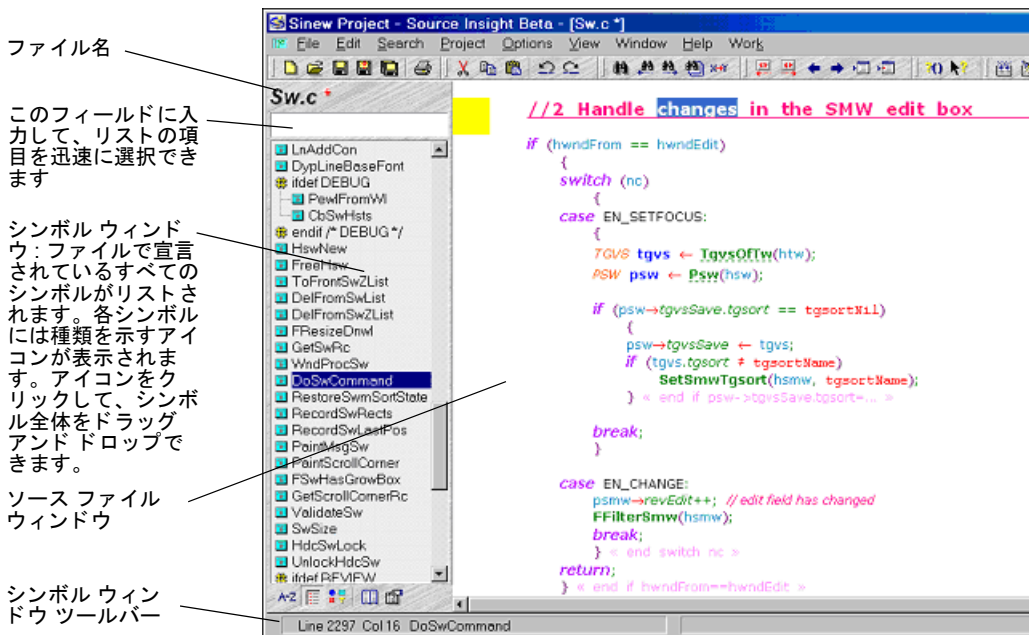 ファイル名
このフィールドに入
力して、リストの項
目を迅速に選択でき
ます
シンボル ウィンド
ウ : ファイルで宣言
されているすべての
シンボルがリストさ
れます。各シンボル
には種類を示すアイ
コンが表示されま
す。アイコンをク
リックして、シンボ
ル全体をドラッグ
アンド ドロップで
きます。
ソース ファイル
ウィンドウ
シンボル ウィン
ドウ ツールバー
Sinew Project - Source Insight Beta - [Sw.c *]
File Edit Search Project Options View Window Help Work
Sw.c *
LnAddCon
DypLineBaseFont
ifdef DEBUG
PewlFromWl
CbSwHsts
endif /* DEBUG */
HswNew
FreeHsw
ToFrontSwZList
DelFromSwList
DelFromSwZList
FResizeDnwl
GetSwRc
WndProcSw
DoSwCommand
RestoreSwmSortState
RecordSwRects
RecordSwLastPos
PaintMsgSw
PaintScrollCorner
FSwHasGrowBox
GetScrollCornerRc
ValidateSw
SwSize
HdcSwLock
UnlockHdcSw
ifdef REVIEW
A-Z
//2 Handle changes in the SMW edit box
if (hwndFrom == hwndEdit)
{
switch (nc)
{
case EN_SETFOCUS:
{
TGVS tgvs ← TgvsOfTw(htw);
PSW psw ← Psw(hsw);
if (psw→tgvsSave.tgsort == tgsortNil)
{
psw→tgvsSave ← tgvs;
if (tgvs.tgsort ≠ tgsortName)
SetSmwTgsort(hsmw, tgsortName);
} « end if psw->tgvsSave.tgsort=... »
break;
}
case EN_CHANGE:
psmw→revEdit++; // edit field has changed
FFilterSmw(hsmw);
break;
} « end switch nc »
return;
} « end if hwndFrom==hwndEdit »
Line 2297 Col 16 DoSwCommand